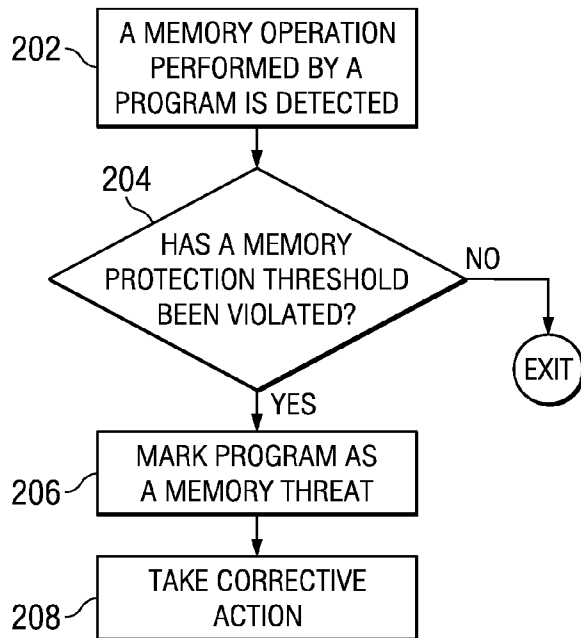 202
A MEMORY OPERATION
PERFORMED BY A
PROGRAM IS DETECTED
204
HAS A MEMORY
PROTECTION THRESHOLD
BEEN VIOLATED?
NO
EXIT
YES
206
MARK PROGRAM AS
A MEMORY THREAT
208
TAKE CORRECTIVE
ACTION